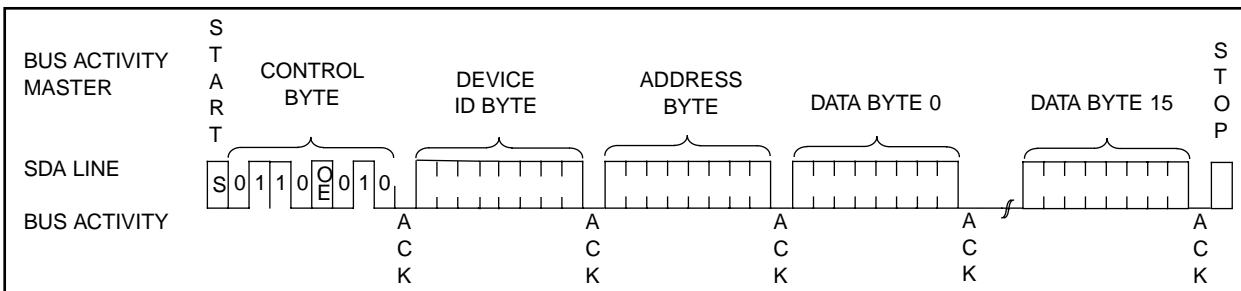 BUS ACTIVITY
MASTER
START
CONTROL
BYTE
DEVICE
ID BYTE
ADDRESS
BYTE
DATA BYTE 0
DATA BYTE 15
STOP
SDA LINE
S 0 1 1 0 OE 0 1 0
BUS ACTIVITY
ACK
ACK
ACK
ACK
ACK